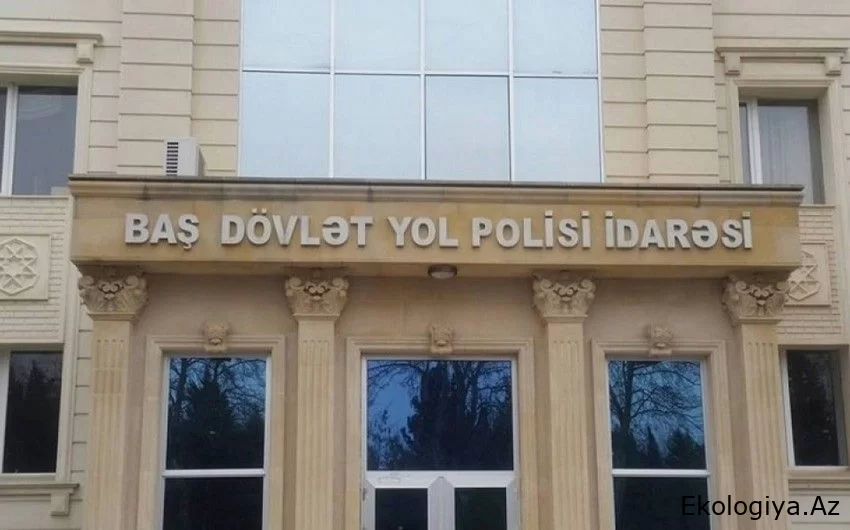 BAŞ DÖVLƏT YOL POLİSİ İDARƏSİ
Ekologiya.Az